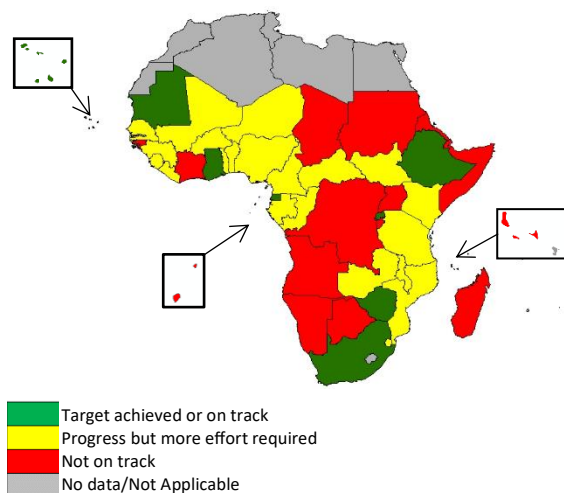 Target achieved or on track
Progress but more effort required
Not on track
No data/Not Applicable